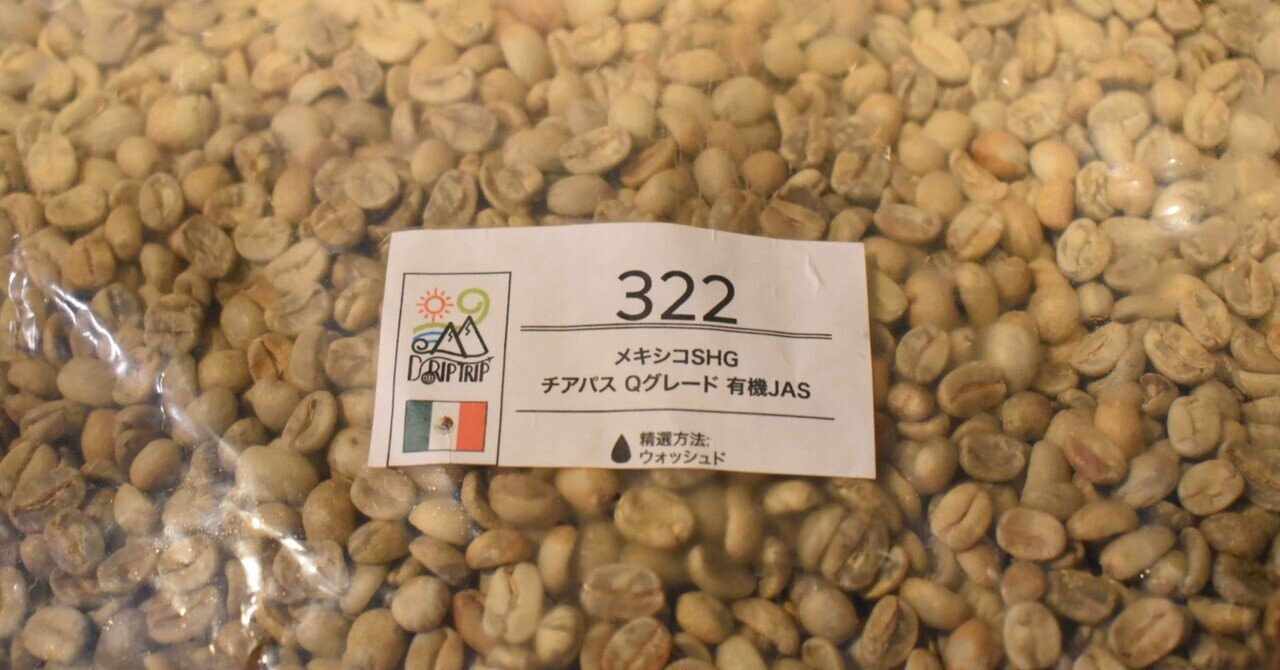 322
メキシコSHG
チアパス Qグレード 有機JAS
精選方法:
ウォッシュド
DRIPTRIP